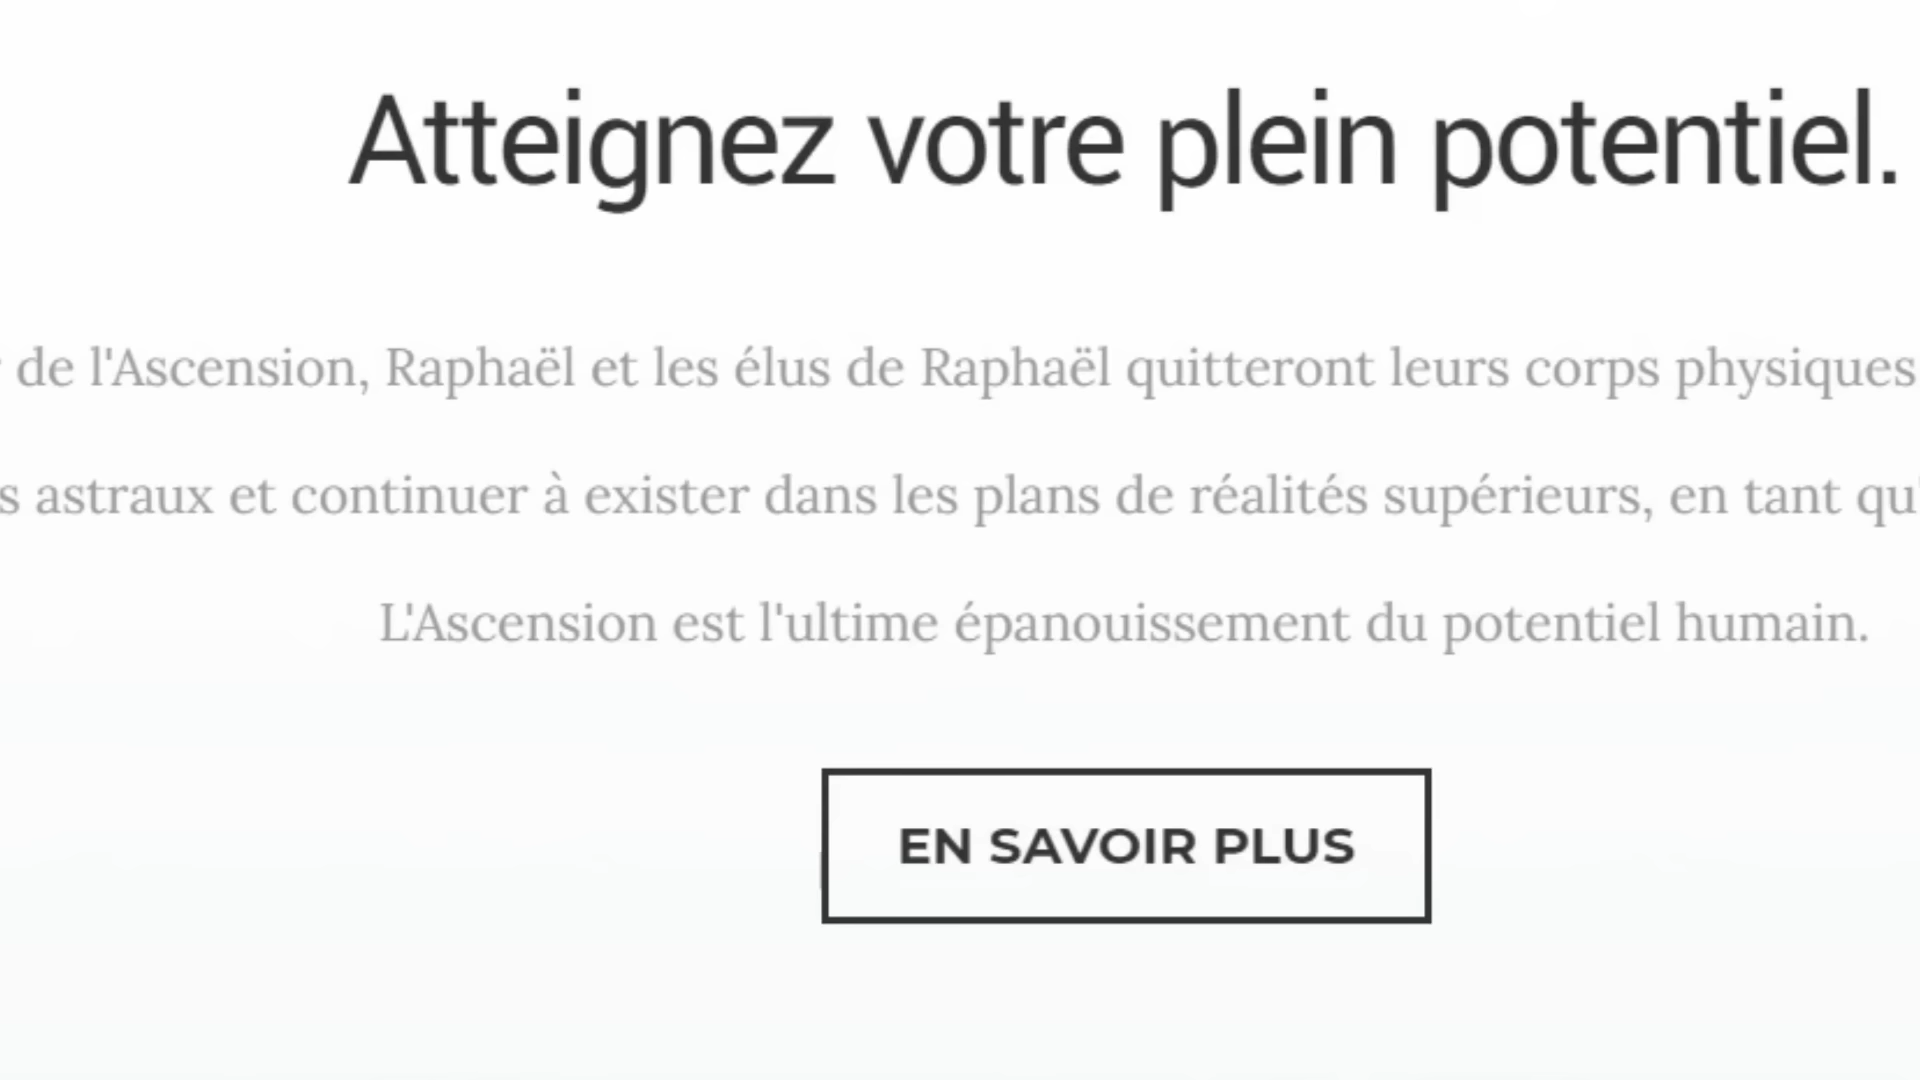 Atteignez votre plein potentiel.
de l'Ascension, Raphaël et les élus de Raphaël quitteront leurs corps physiques
s astraux et continuer à exister dans les plans de réalités supérieurs, en tant qu'
L'Ascension est l'ultime épanouissement du potentiel humain.
EN SAVOIR PLUS